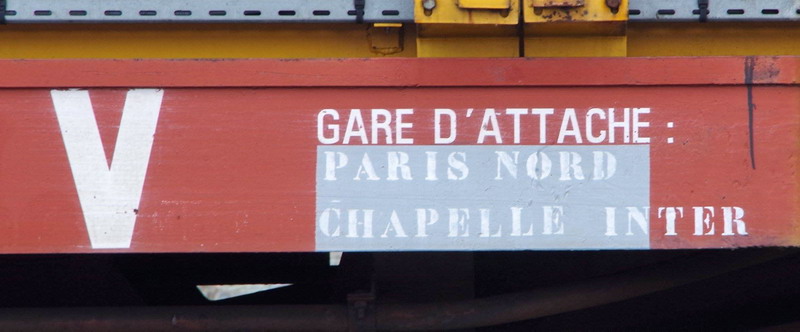 V
GARE D'ATTACHE :
PARIS NORD
CHAPELLE INTER